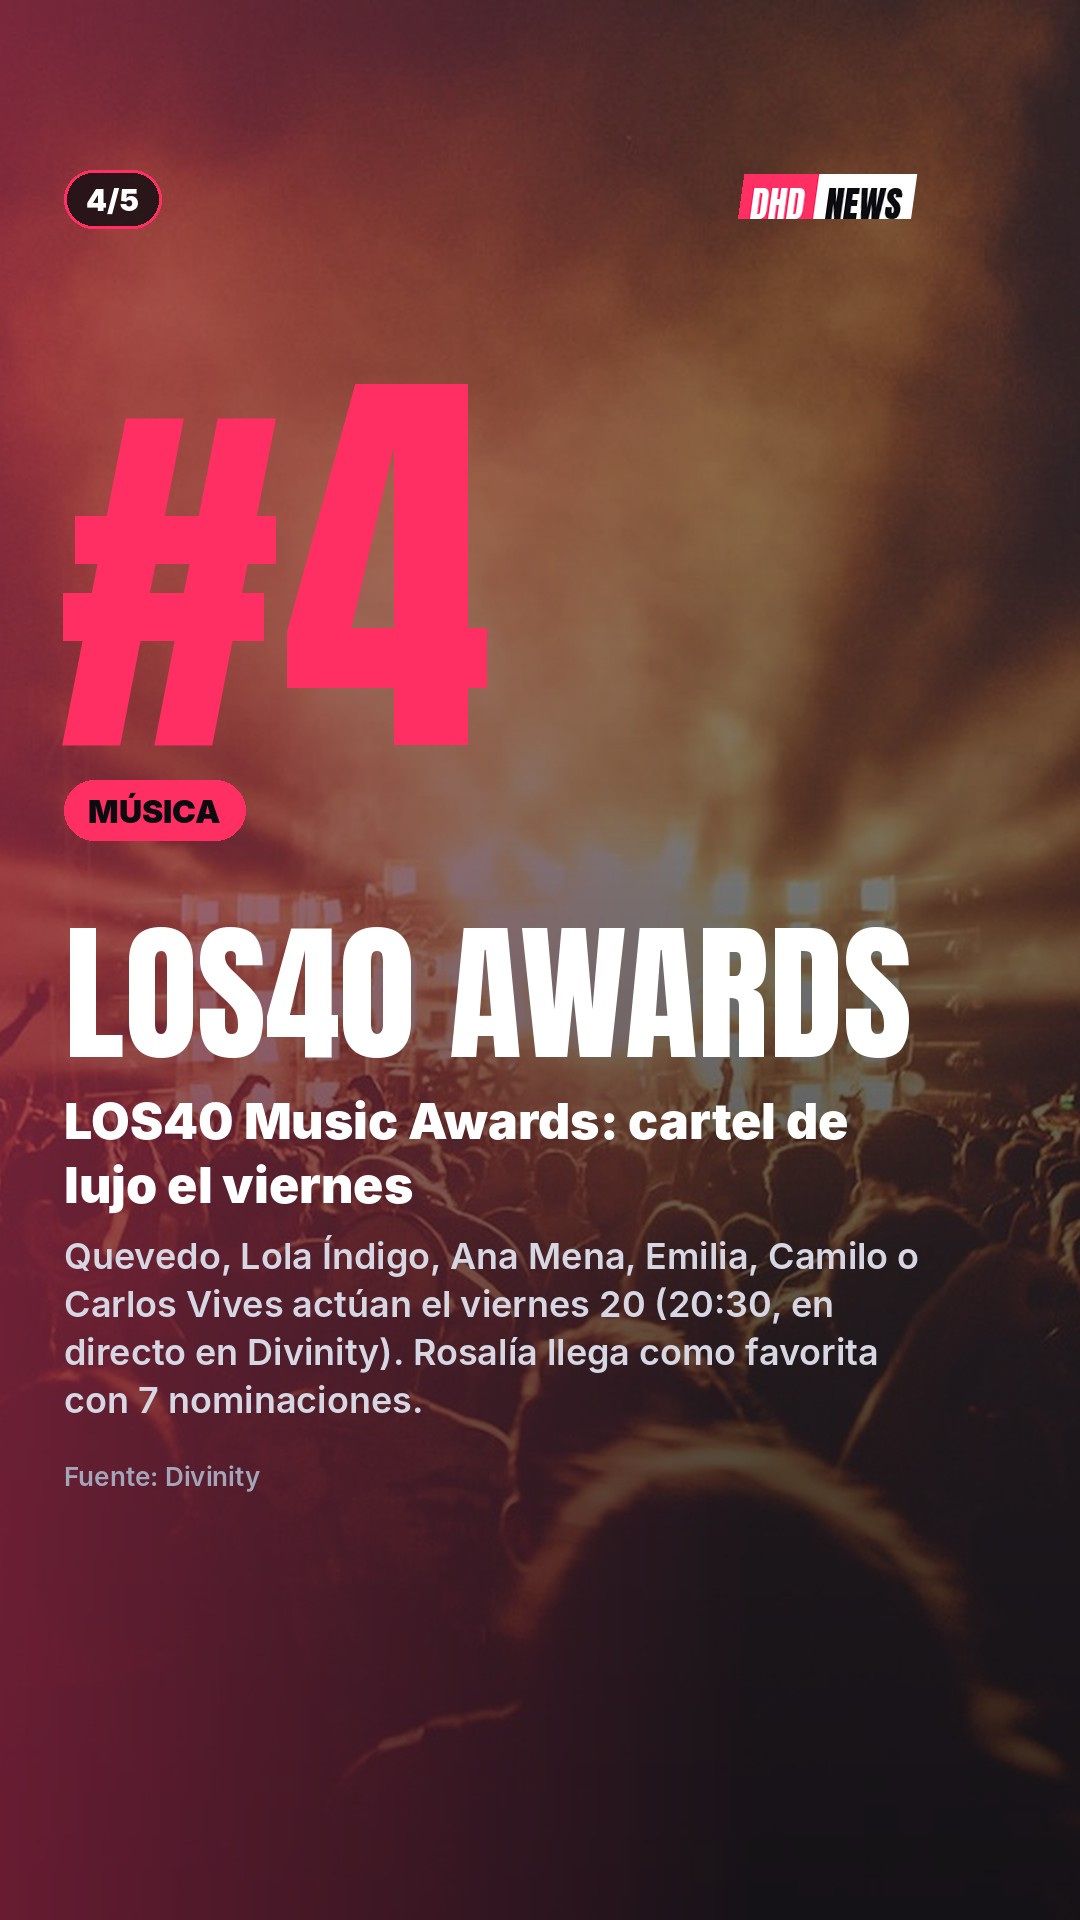 4/5
DHD NEWS
#4
MÚSICA
LOS40 AWARDS
LOS40 Music Awards: cartel de
lujo el viernes
Quevedo, Lola Índigo, Ana Mena, Emilia, Camilo o
Carlos Vives actúan el viernes 20 (20:30, en
directo en Divinity). Rosalía llega como favorita
con 7 nominaciones.
Fuente: Divinity